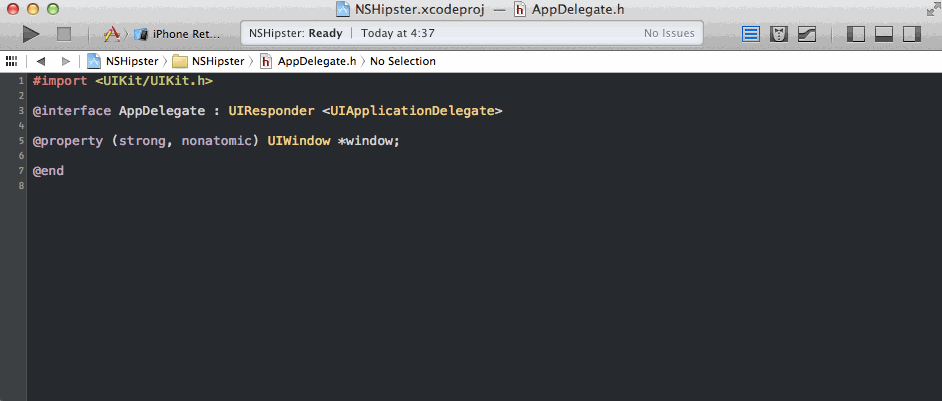 NSHipster.xcodeproj — h AppDelegate.h
iPhone Ret... NSHipster: Ready | Today at 4:37 No Issues
NSHipster NSHipster h AppDelegate.h No Selection
1 #import <UIKit/UIKit.h>
2
3 @interface AppDelegate : UIResponder <UIApplicationDelegate>
4
5 @property (strong, nonatomic) UIWindow *window;
6
7 @end
8